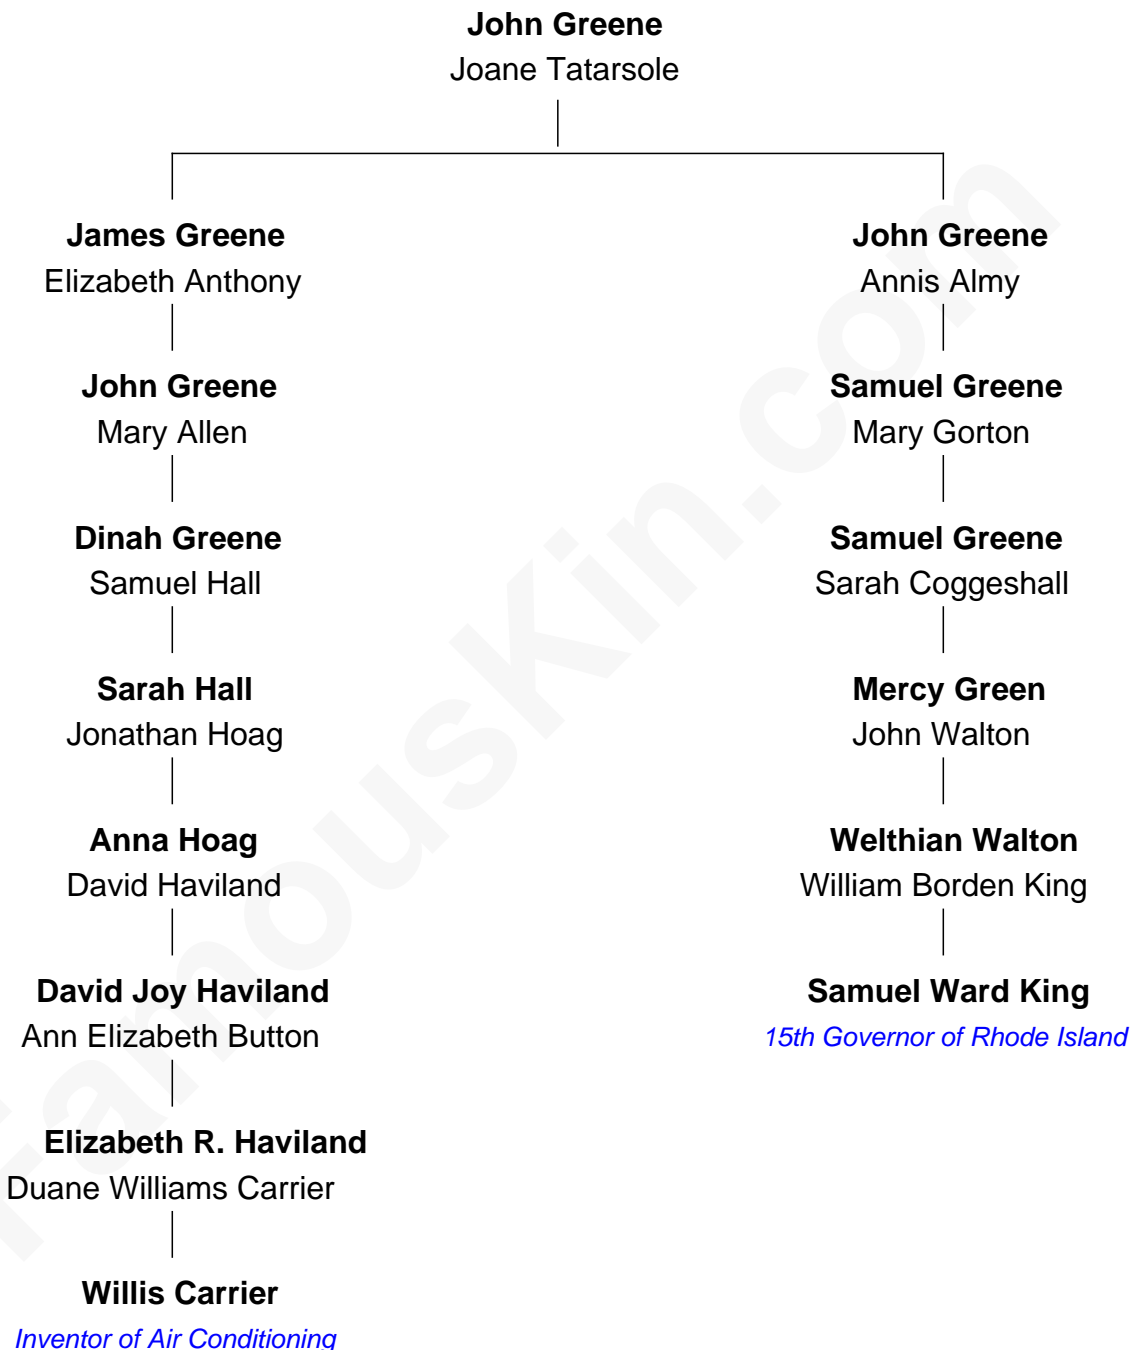 John Greene
Joane Tatarsole
James Greene
Elizabeth Anthony
John Greene
Annis Almy
John Greene
Mary Allen
Samuel Greene
Mary Gorton
Dinah Greene
Samuel Hall
Samuel Greene
Sarah Coggeshall
Sarah Hall
Jonathan Hoag
Mercy Green
John Walton
Anna Hoag
David Haviland
Welthian Walton
William Borden King
David Joy Haviland
Ann Elizabeth Button
Samuel Ward King
15th Governor of Rhode Island
Elizabeth R. Haviland
Duane Williams Carrier
Willis Carrier
Inventor of Air Conditioning
FamousKin.com